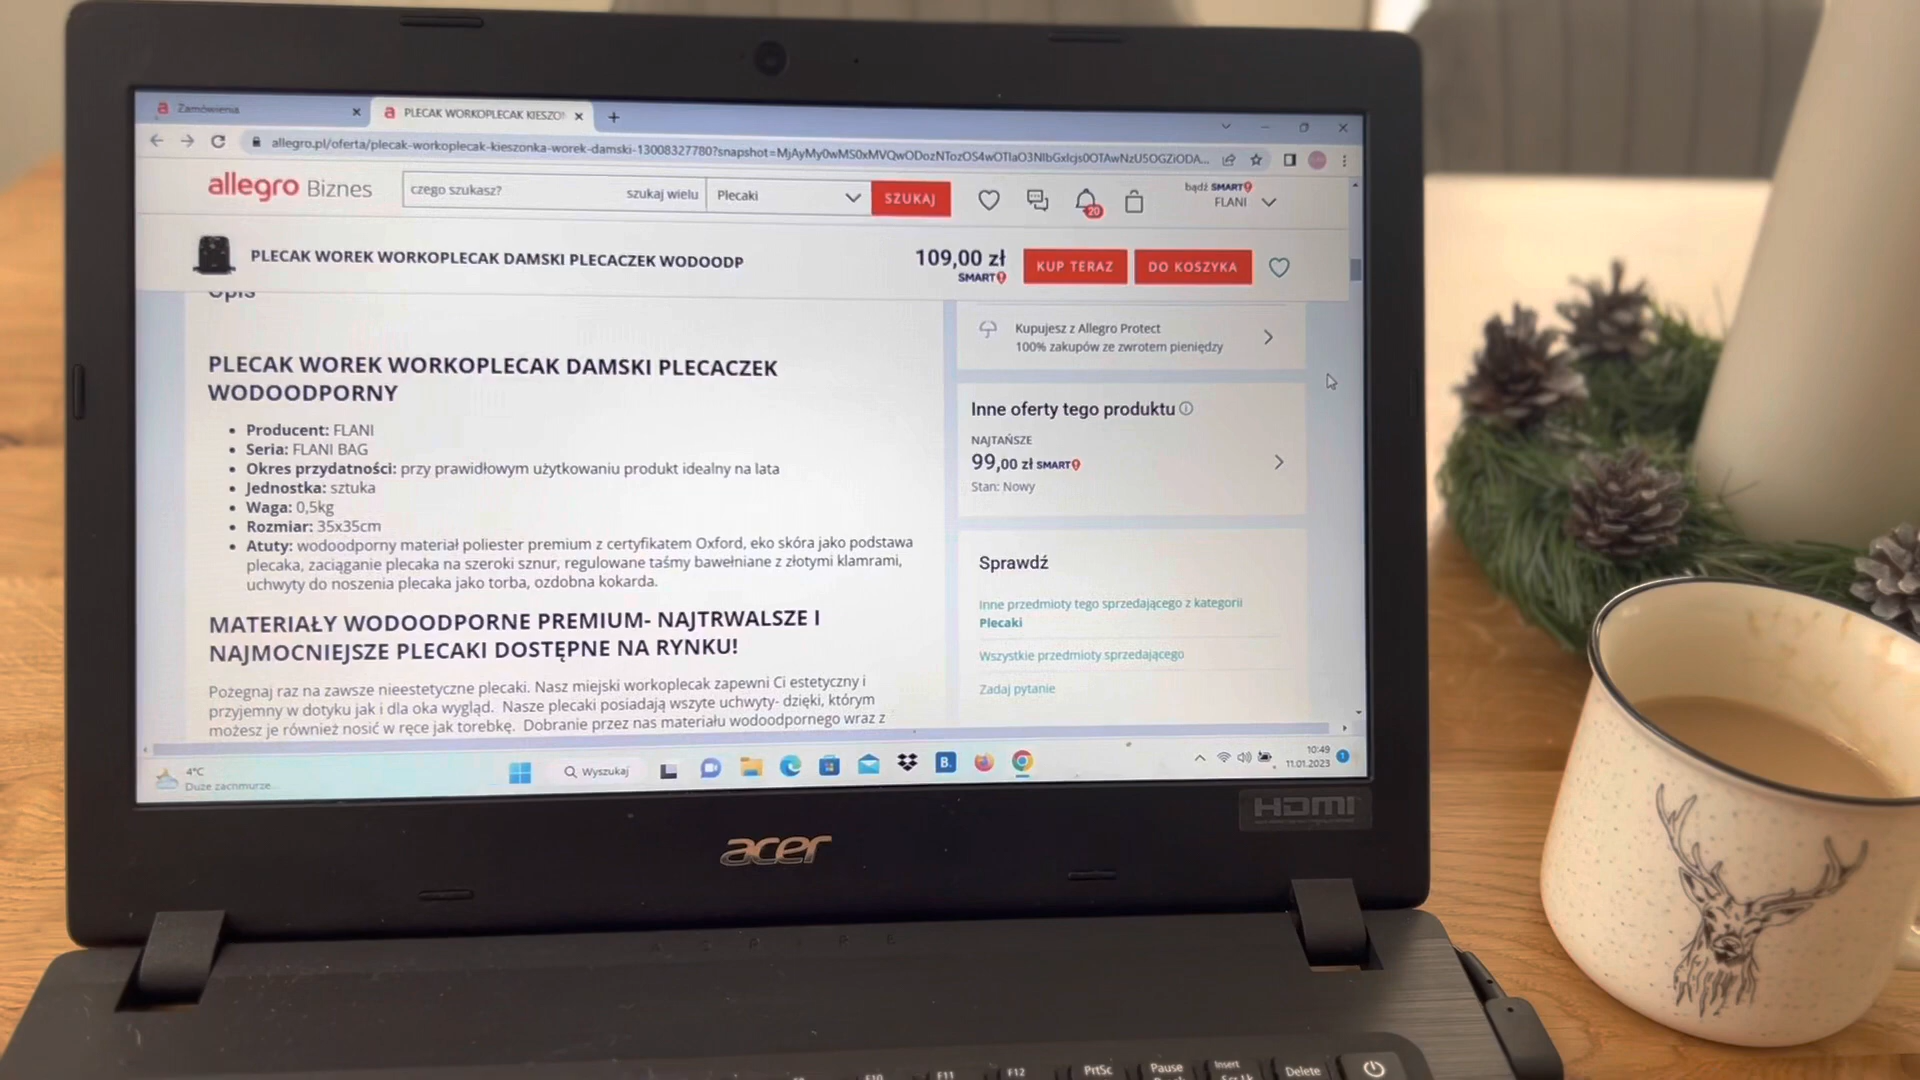 Zamówienia
PLECAK WORKOPLECAK KIESZO
allegro.pl/oferta/plecak-workoplecak-kieszonka-worek-damski-13008327780?snapshot=
allegro Biznes
czego szukasz?
szukaj wielu
Plecaki
SZUKAJ
20
bądź SMART
FLANI
PLECAK WOREK WORKOPLECAK DAMSKI PLECACZEK WODOODP
109,00 zł
SMART
KUP TERAZ
DO KOSZYKA
Opis
PLECAK WOREK WORKOPLECAK DAMSKI PLECACZEK
WODOODPORNY
• Producent: FLANI
• Seria: FLANI BAG
• Okres przydatności: przy prawidłowym użytkowaniu produkt idealny na lata
• Jednostka: sztuka
• Waga: 0,5kg
• Rozmiar: 35x35cm
• Atuty: wodoodporny materiał poliester premium z certyfikatem Oxford, eko skóra jako podstawa
plecaka, zaciąganie plecaka na szeroki sznur, regulowane taśmy bawełniane z złotymi klamrami,
uchwyty do noszenia plecaka jako torba, ozdobna kokarda.
MATERIAŁY WODOODPORNE PREMIUM- NAJTRWALSZE I
NAJMOCNIEJSZE PLECAKI DOSTĘPNE NA RYNKU!
Pożegnaj raz na zawsze nieestetyczne plecaki. Nasz miejski workoplecak zapewni Ci estetyczny i
przyjemny w dotyku jak i dla oka wygląd. Nasze plecaki posiadają wszyte uchwyty- dzięki, którym
możesz je również nosić w ręce jak torebkę. Dobranie przez nas materiału wodoodpornego wraz z
Kupujesz z Allegro Protect
100% zakupów ze zwrotem pieniędzy
Inne oferty tego produktu
NAJTAŃSZE
99,00 zł SMART
Stan: Nowy
Sprawdź
Inne przedmioty tego sprzedającego z kategorii
Plecaki
Wszystkie przedmioty sprzedającego
Zadaj pytanie
4°C
Duże zachmurze...
Wyszukaj
B.
10:49
11.01.2023
1
HDMI
acer
ASPIRE
F10
F11
F12
PrtSc
Pause
Insert
Delete